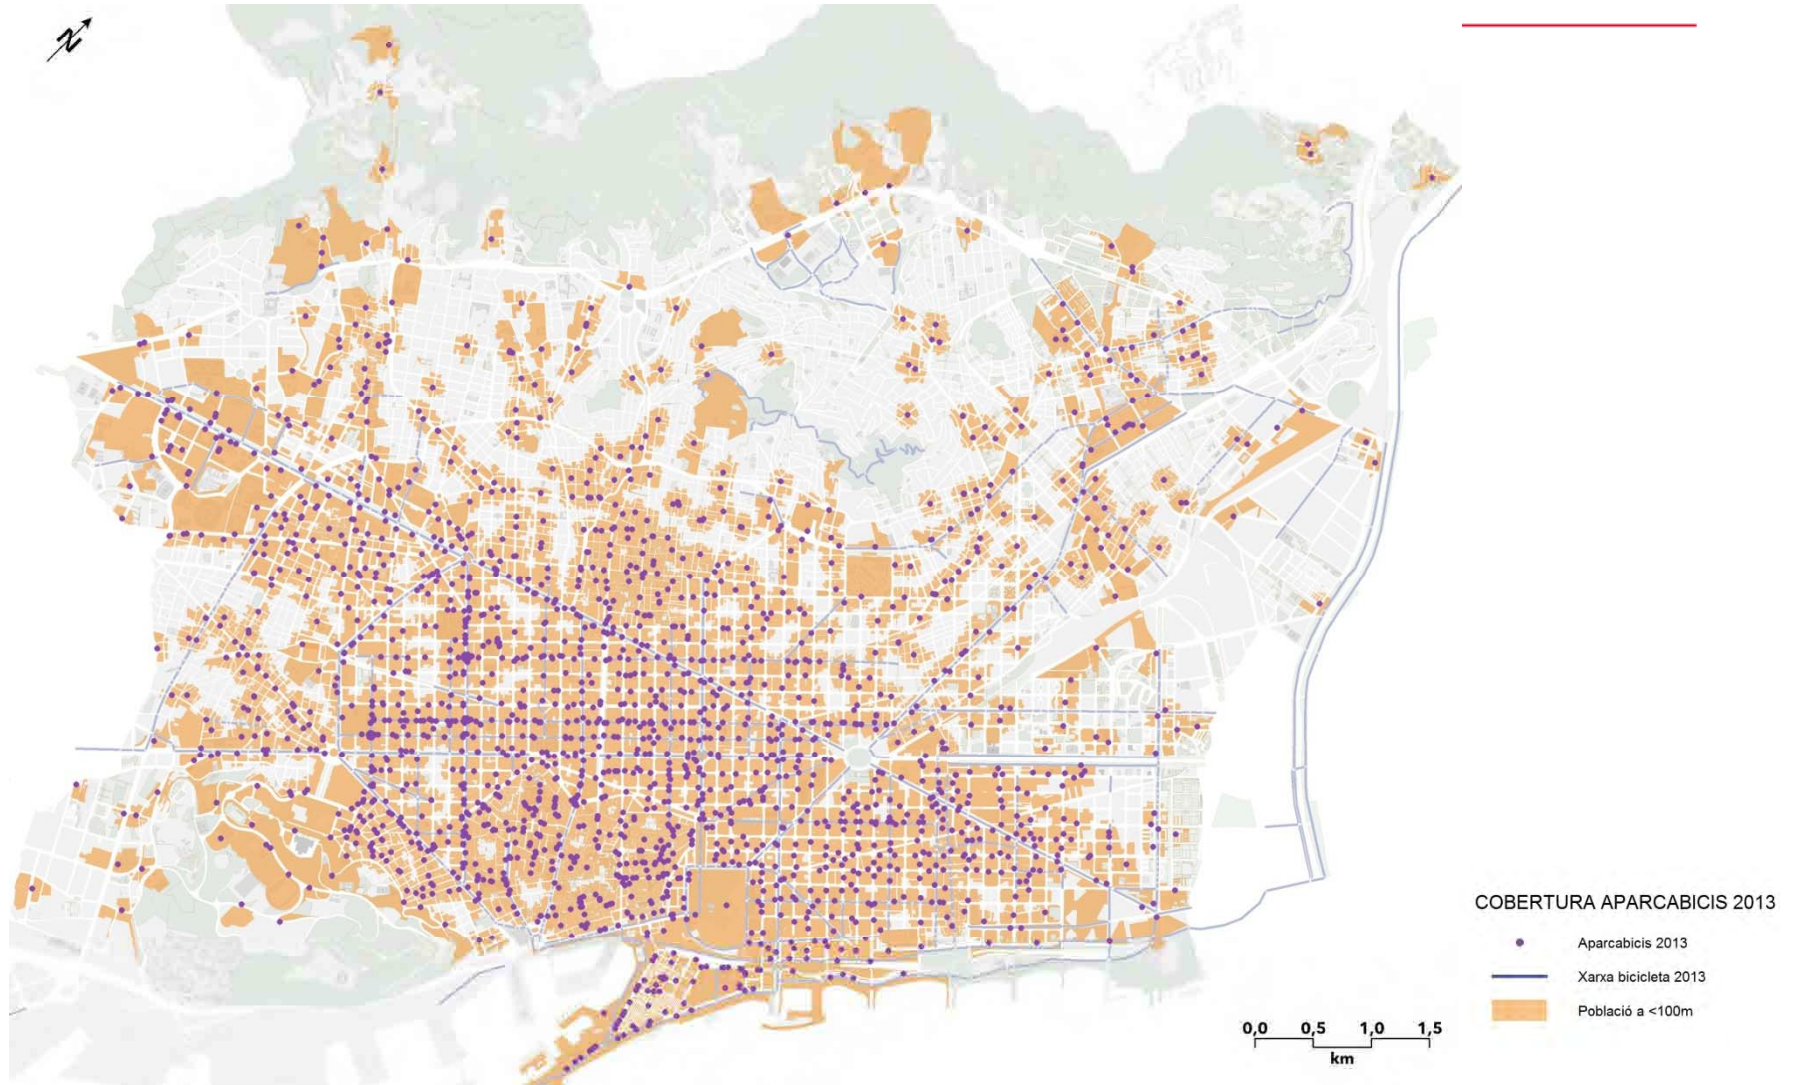 N
COBERTURA APARCABICIS 2013
Aparcabicis 2013
Xarxa bicicleta 2013
Població a <100m
0,0 0,5 1,0 1,5
km